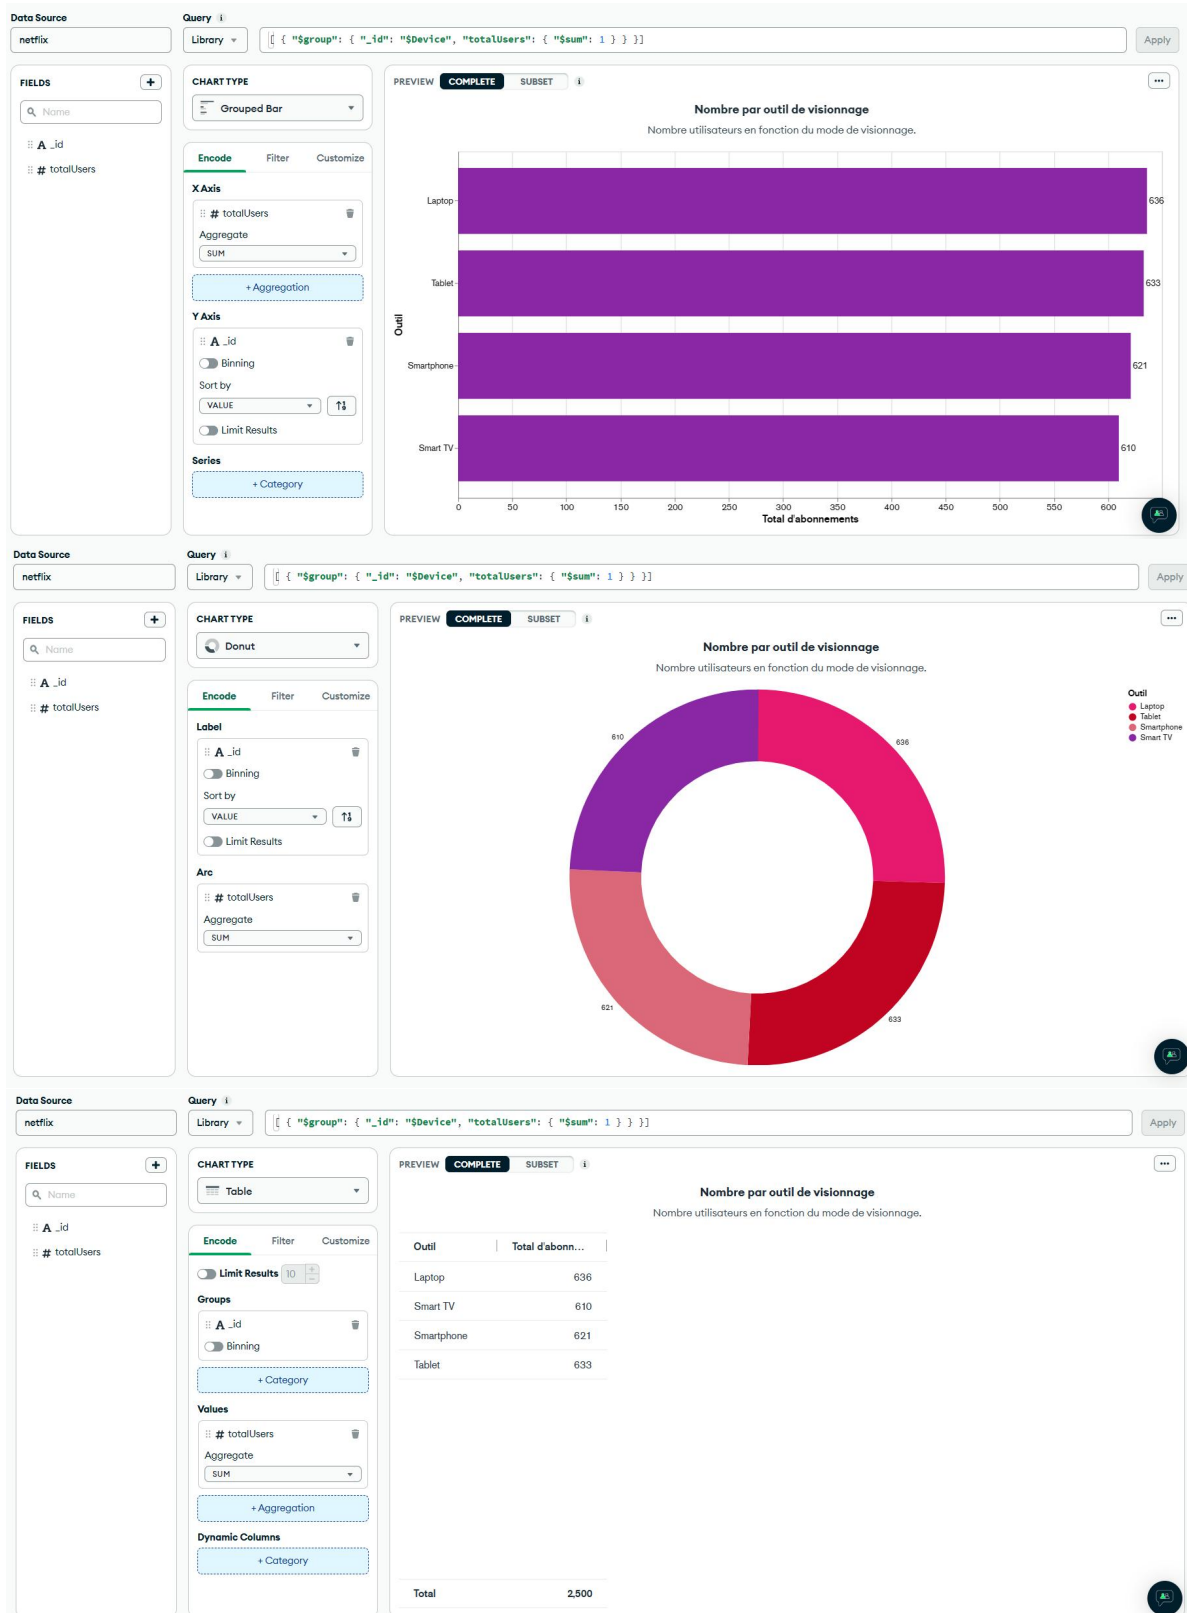 Data Source
Query i
netflix
Library
[ { "$group": { "_id": "$Device", "totalUsers": { "$sum": 1 } } }]
Apply
FIELDS
Name
A _id
# totalUsers
CHART TYPE
Grouped Bar
Encode Filter Customize
X Axis
# totalUsers
Aggregate
SUM
+ Aggregation
Y Axis
A _id
Binning
Sort by
VALUE
Limit Results
Series
+ Category
PREVIEW COMPLETE SUBSET i
Nombre par outil de visionnage
Nombre utilisateurs en fonction du mode de visionnage.
Outil
Laptop 636
Tablet 633
Smartphone 621
Smart TV 610
0 50 100 150 200 250 300 350 400 450 500 550 600
Total d'abonnements
Data Source
Query i
netflix
Library
[ { "$group": { "_id": "$Device", "totalUsers": { "$sum": 1 } } }]
Apply
FIELDS
Name
A _id
# totalUsers
CHART TYPE
Donut
Encode Filter Customize
Label
A _id
Binning
Sort by
VALUE
Limit Results
Arc
# totalUsers
Aggregate
SUM
PREVIEW COMPLETE SUBSET i
Nombre par outil de visionnage
Nombre utilisateurs en fonction du mode de visionnage.
Outil
Laptop
Tablet
Smartphone
Smart TV
610
636
621
633
Data Source
Query i
netflix
Library
[ { "$group": { "_id": "$Device", "totalUsers": { "$sum": 1 } } }]
Apply
FIELDS
Name
A _id
# totalUsers
CHART TYPE
Table
Encode Filter Customize
Limit Results 10
Groups
A _id
Binning
+ Category
Values
# totalUsers
Aggregate
SUM
+ Aggregation
Dynamic Columns
+ Category
PREVIEW COMPLETE SUBSET i
Nombre par outil de visionnage
Nombre utilisateurs en fonction du mode de visionnage.
Outil Total d'abonn...
Laptop 636
Smart TV 610
Smartphone 621
Tablet 633
Total 2,500